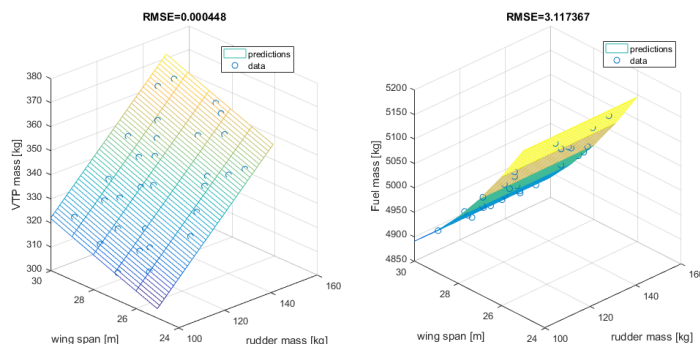 RMSE=0.000448
predictions
data
380
370
360
350
340
330
320
310
300
VTP mass [kg]
30
28
26
24
wing span [m]
100
120
140
160
rudder mass [kg]
RMSE=3.117367
predictions
data
5200
5150
5100
5050
5000
4950
4900
4850
Fuel mass [kg]
30
28
26
24
wing span [m]
100
120
140
160
rudder mass [kg]